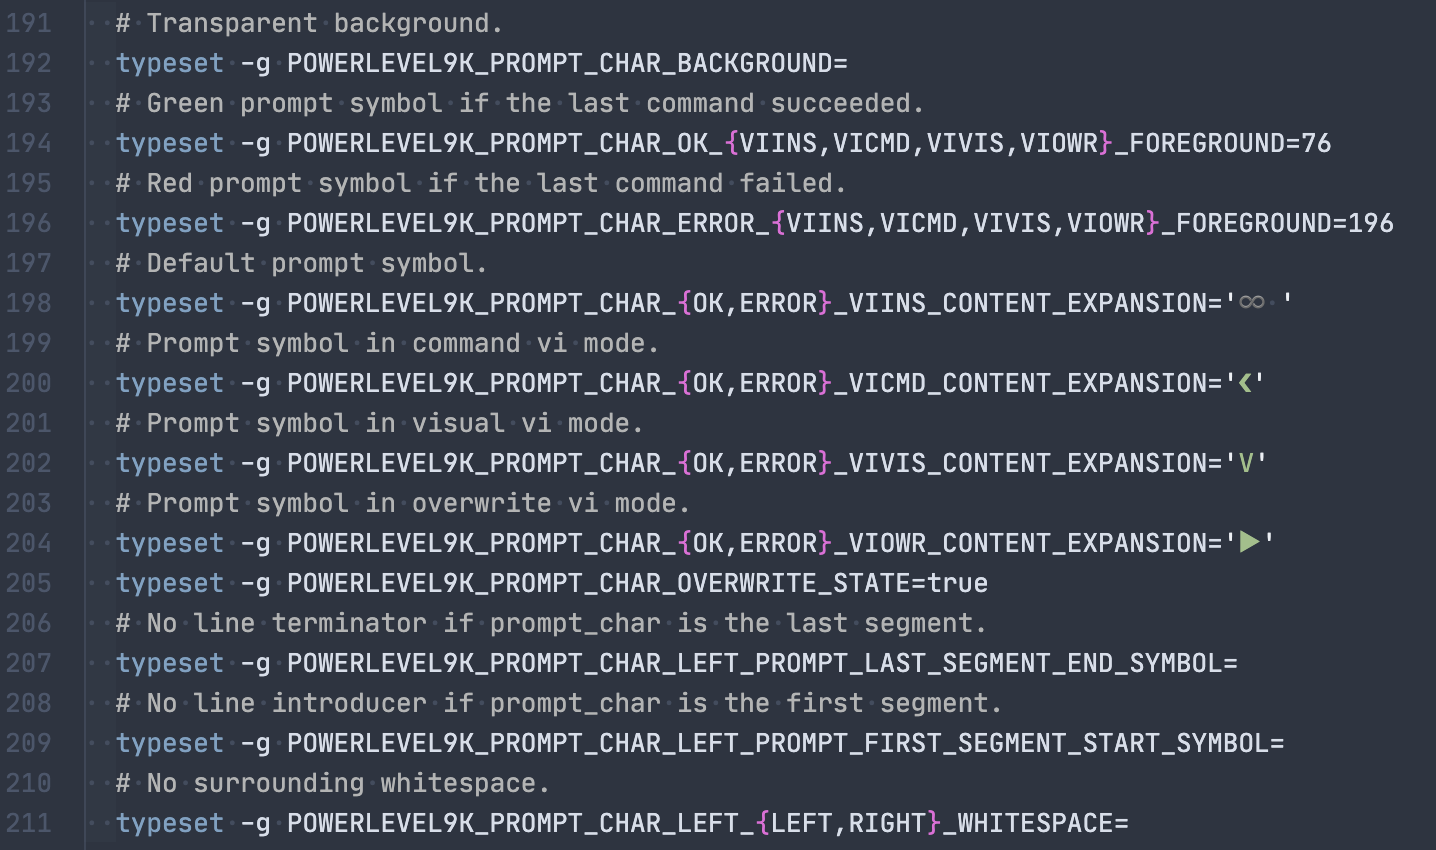 191 # Transparent background.
192 typeset -g POWERLEVEL9K_PROMPT_CHAR_BACKGROUND=
193 # Green prompt symbol if the last command succeeded.
194 typeset -g POWERLEVEL9K_PROMPT_CHAR_OK_{VIINS,VICMD,VIVIS,VIOWR}_FOREGROUND=76
195 # Red prompt symbol if the last command failed.
196 typeset -g POWERLEVEL9K_PROMPT_CHAR_ERROR_{VIINS,VICMD,VIVIS,VIOWR}_FOREGROUND=196
197 # Default prompt symbol.
198 typeset -g POWERLEVEL9K_PROMPT_CHAR_{OK,ERROR}_VIINS_CONTENT_EXPANSION='∞ '
199 # Prompt symbol in command vi mode.
200 typeset -g POWERLEVEL9K_PROMPT_CHAR_{OK,ERROR}_VICMD_CONTENT_EXPANSION='❮'
201 # Prompt symbol in visual vi mode.
202 typeset -g POWERLEVEL9K_PROMPT_CHAR_{OK,ERROR}_VIVIS_CONTENT_EXPANSION='V'
203 # Prompt symbol in overwrite vi mode.
204 typeset -g POWERLEVEL9K_PROMPT_CHAR_{OK,ERROR}_VIOWR_CONTENT_EXPANSION='▶'
205 typeset -g POWERLEVEL9K_PROMPT_CHAR_OVERWRITE_STATE=true
206 # No line terminator if prompt_char is the last segment.
207 typeset -g POWERLEVEL9K_PROMPT_CHAR_LEFT_PROMPT_LAST_SEGMENT_END_SYMBOL=
208 # No line introducer if prompt_char is the first segment.
209 typeset -g POWERLEVEL9K_PROMPT_CHAR_LEFT_PROMPT_FIRST_SEGMENT_START_SYMBOL=
210 # No surrounding whitespace.
211 typeset -g POWERLEVEL9K_PROMPT_CHAR_LEFT_{LEFT,RIGHT}_WHITESPACE=